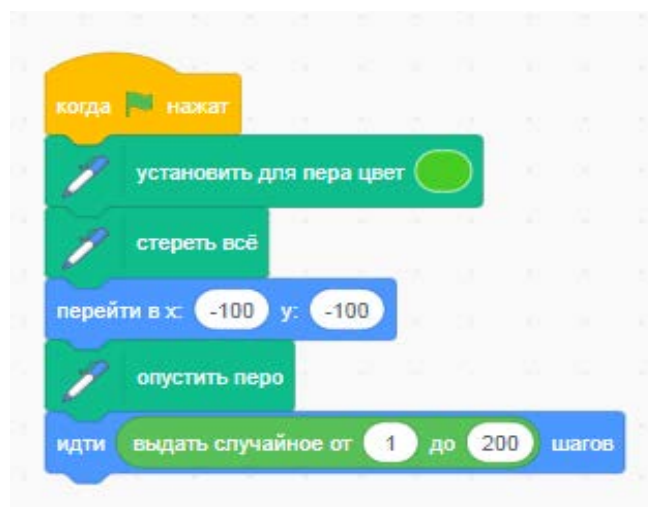 когда нажат
установить для пера цвет
стереть всё
перейти в x: -100 y: -100
опустить перо
идти выдать случайное от 1 до 200 шагов